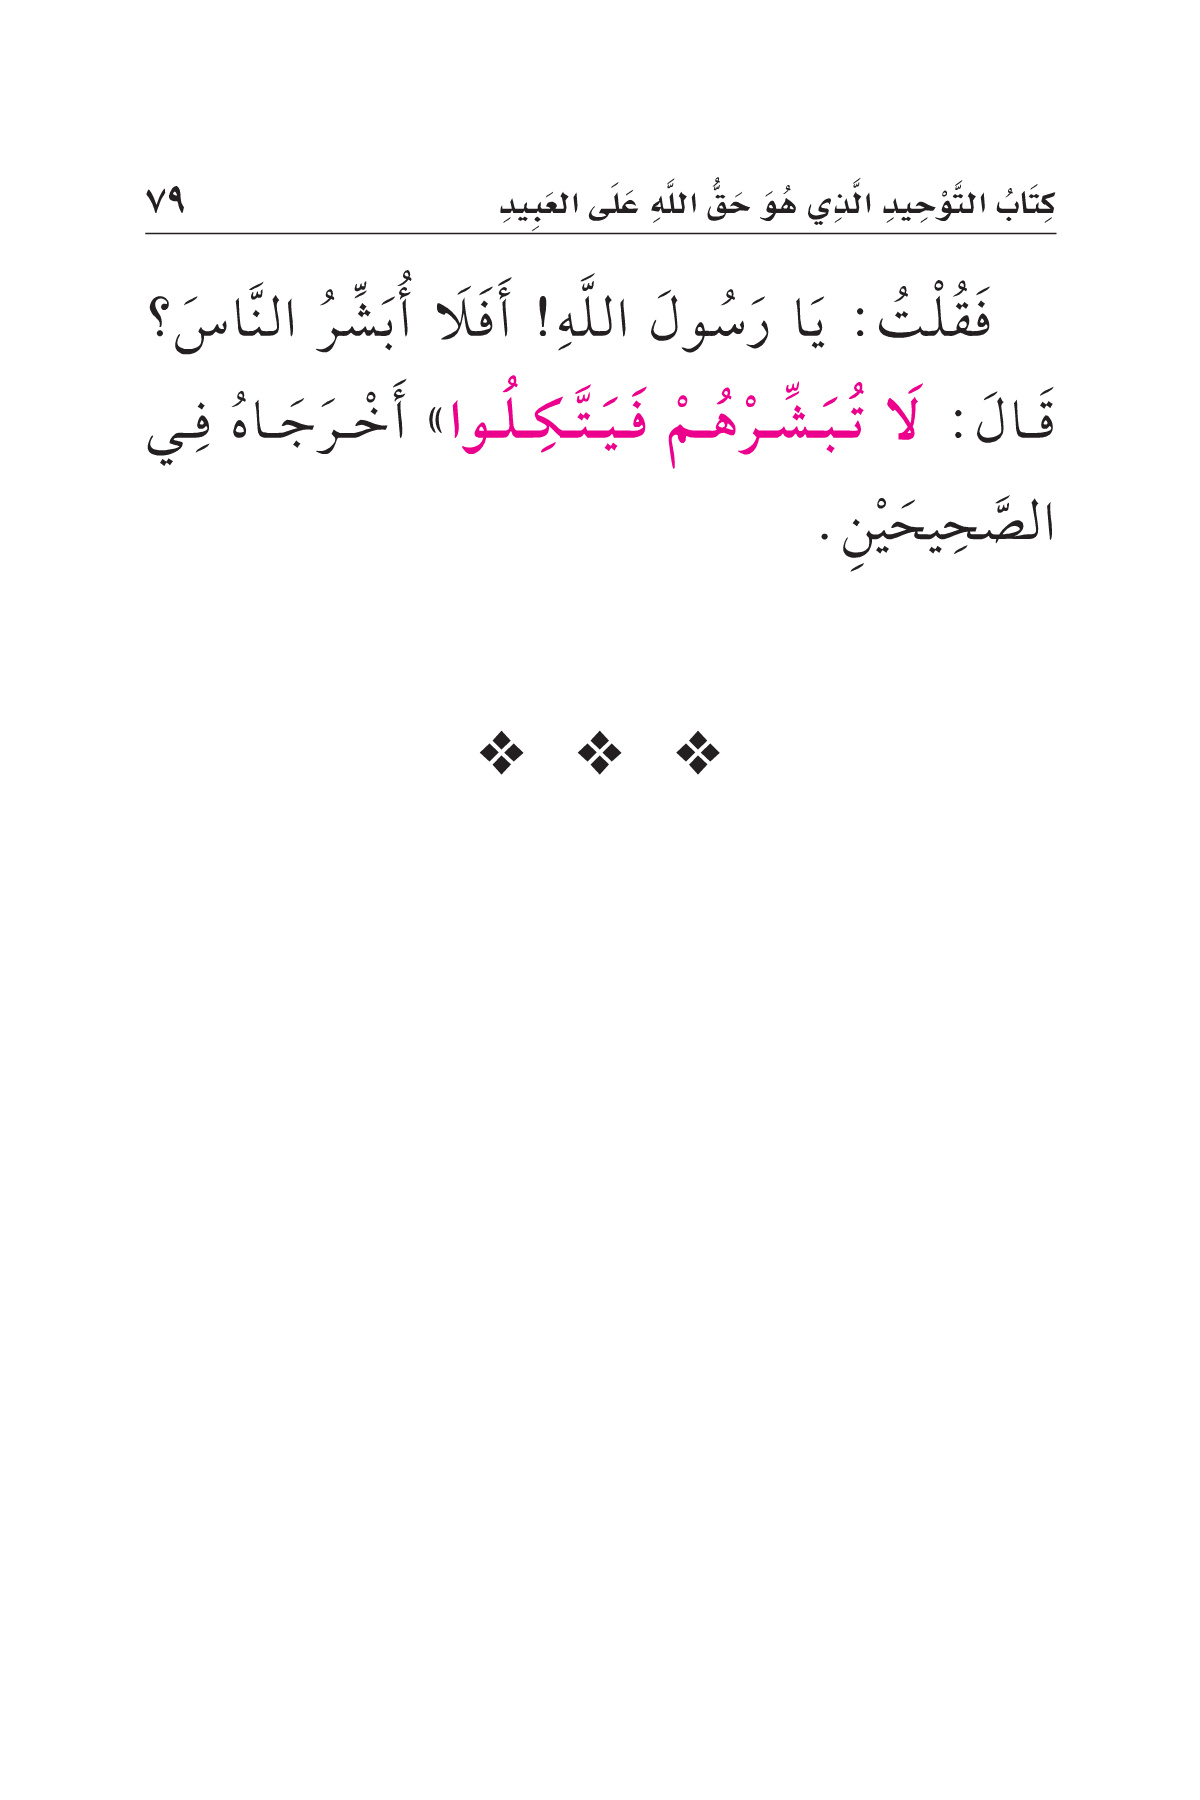 كِتَابُ التَّوْحِيدِ الَّذِي هُوَ حَقُّ اللَّهِ عَلَى العَبِيدِ ٧٩
فَقُلْتُ: يَا رَسُولَ اللَّهِ! أَفَلَا أُبَشِّرُ النَّاسَ؟
قَالَ: لَا تُبَشِّرْهُمْ فَيَتَّكِلُوا» أَخْرَجَاهُ فِي
الصَّحِيحَيْنِ.